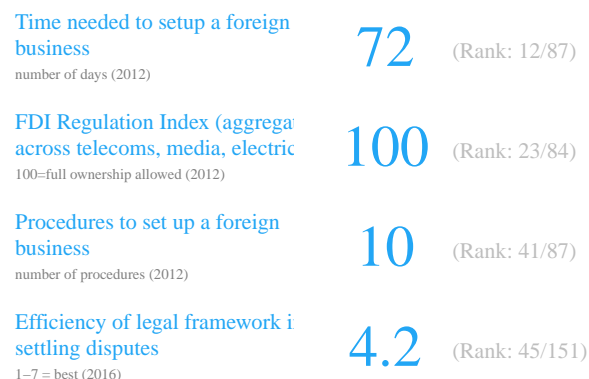 Time needed to setup a foreign
business
number of days (2012)
72
(Rank: 12/87)
FDI Regulation Index
across telecoms, media,
100=full ownership allowed (2012)
100
(Rank: 23/84)
Procedures to set up a foreign
business
number of procedures (2012)
10
(Rank: 41/87)
Efficiency of legal framework
settling disputes
1–7 = best (2016)
4.2
(Rank: 45/151)